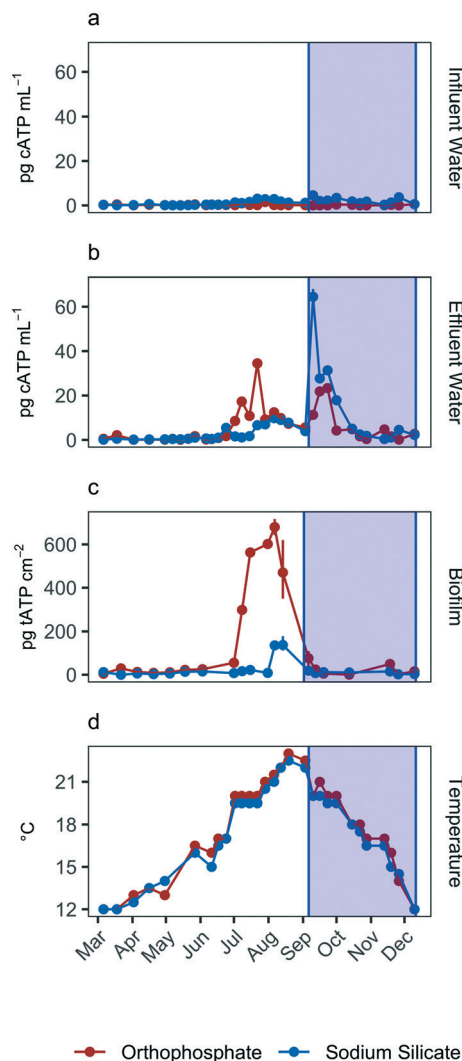 a
60
40
20
0
pg cATP mL⁻¹
Influent Water
b
60
40
20
0
pg cATP mL⁻¹
Effluent Water
c
600
400
200
0
pg tATP cm⁻²
Biofilm
d
21
18
15
12
°C
Temperature
Mar Apr May Jun Jul Aug Sep Oct Nov Dec
Orthophosphate Sodium Silicate